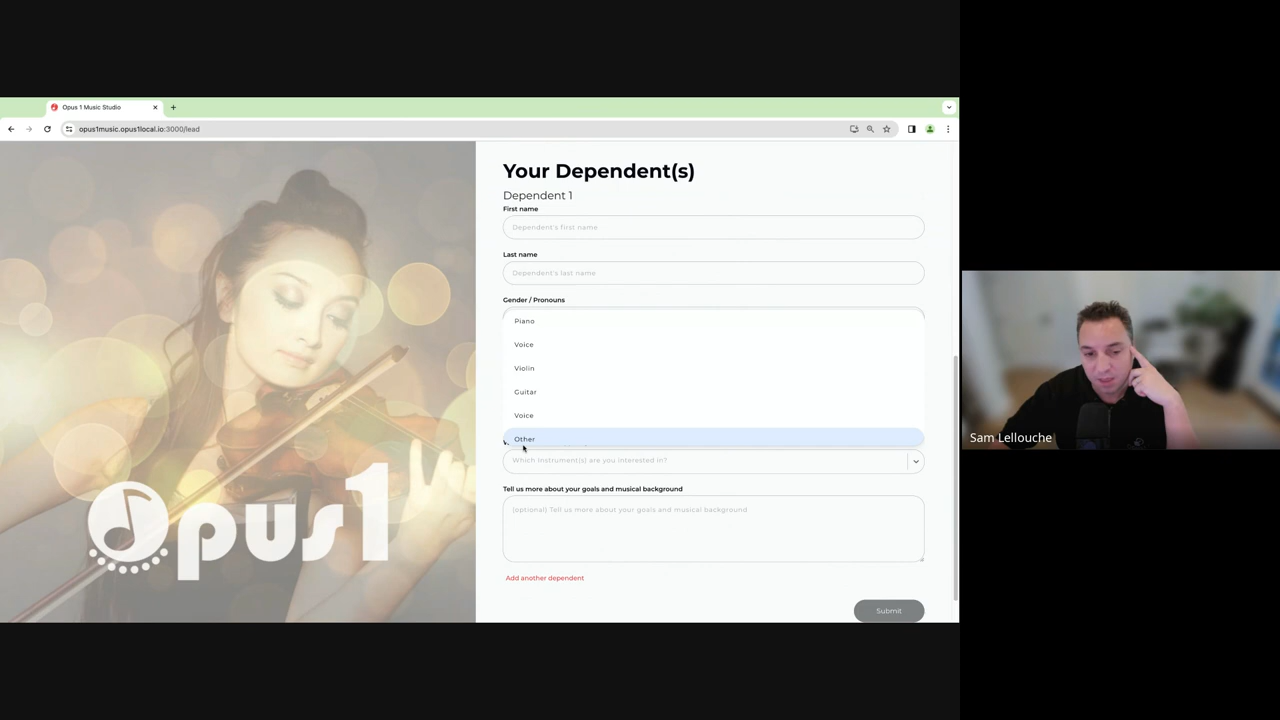 Opus 1 Music Studio
opus1music.opus1local.io:3000/lead
Your Dependent(s)
Dependent 1
First name
Dependent's first name
Last name
Dependent's last name
Gender / Pronouns
Piano
Voice
Violin
Guitar
Voice
Other
Which Instrument(s) are you interested in?
Tell us more about your goals and musical background
(optional) Tell us more about your goals and musical background
Add another dependent
Submit
Opus1
Sam Lellouche